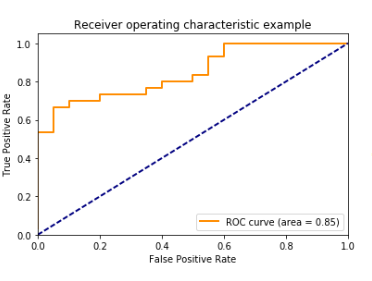 Receiver operating characteristic example
True Positive Rate
1.0
0.8
0.6
0.4
0.2
0.0
ROC curve (area = 0.85)
0.0 0.2 0.4 0.6 0.8 1.0
False Positive Rate